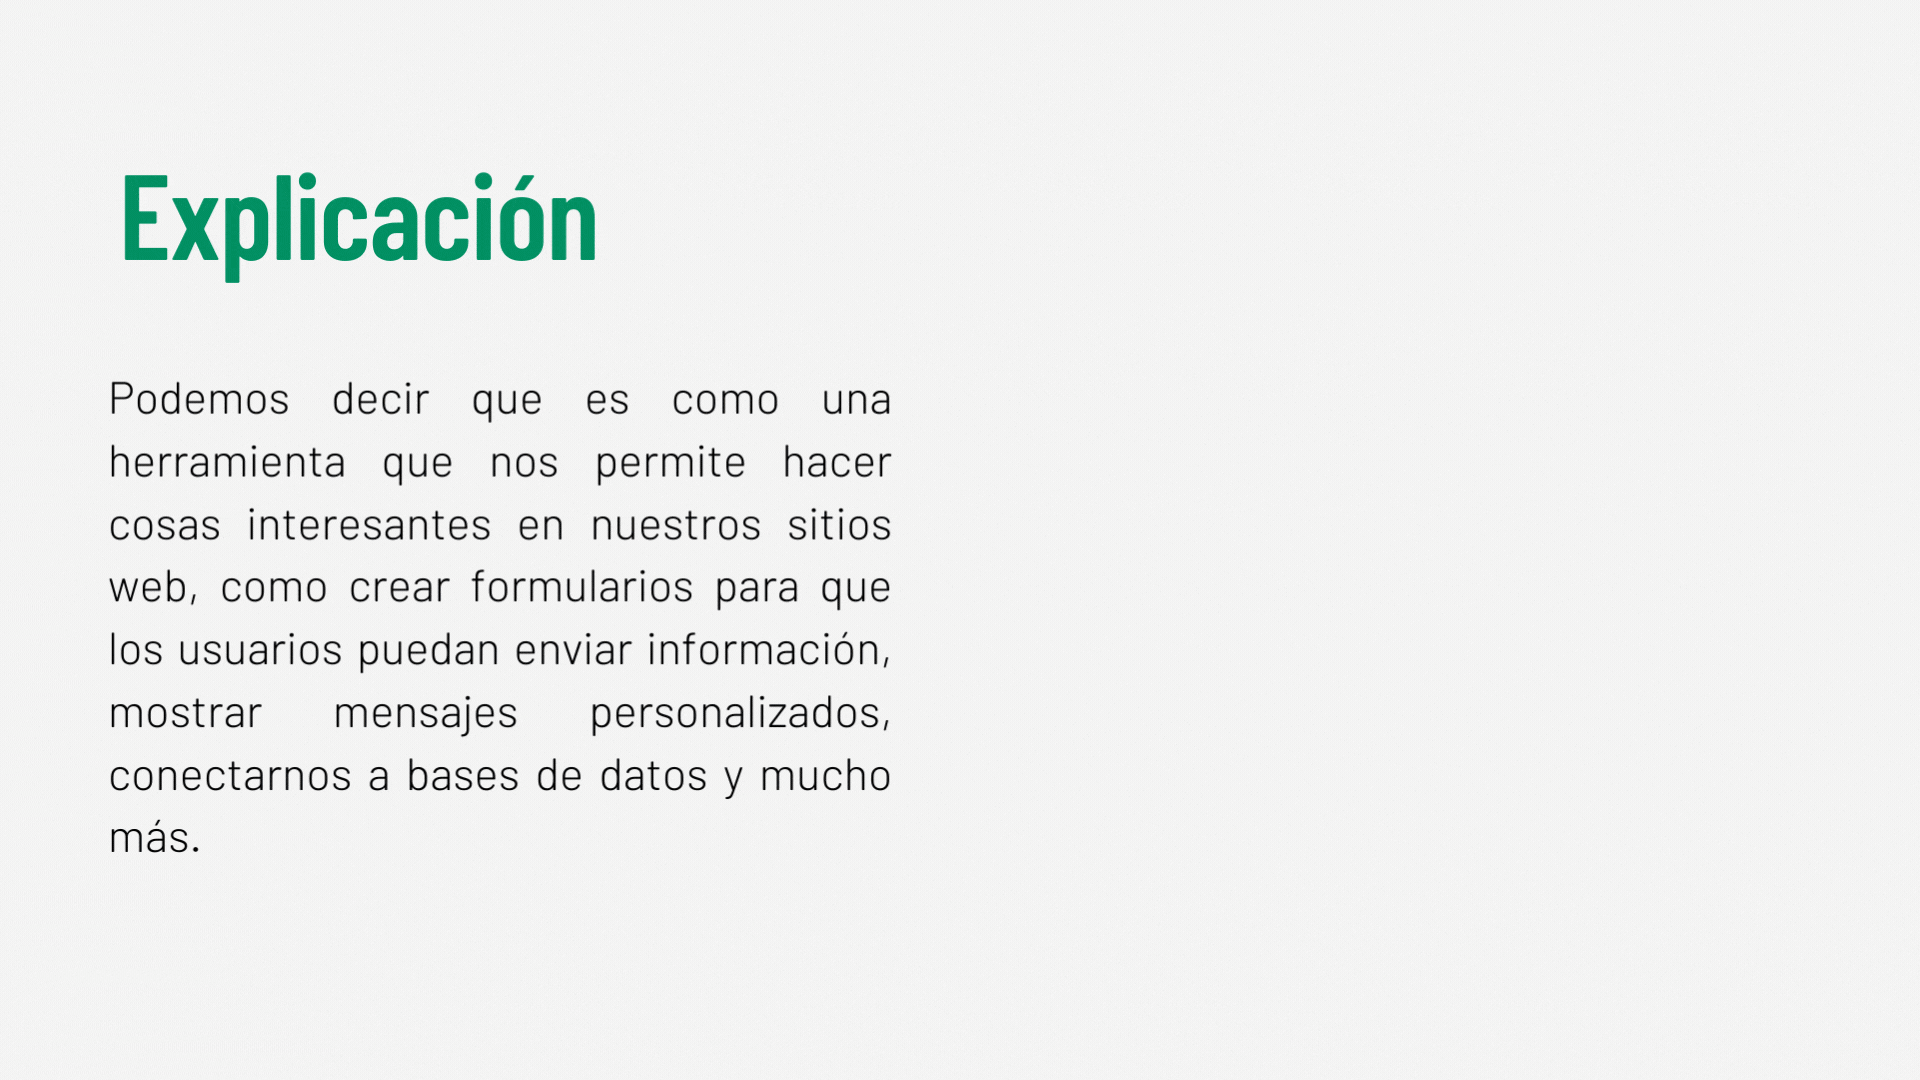 Explicación
Podemos decir que es como una
herramienta que nos permite hacer
cosas interesantes en nuestros sitios
web, como crear formularios para que
los usuarios puedan enviar información,
mostrar mensajes personalizados,
conectarnos a bases de datos y mucho
más.